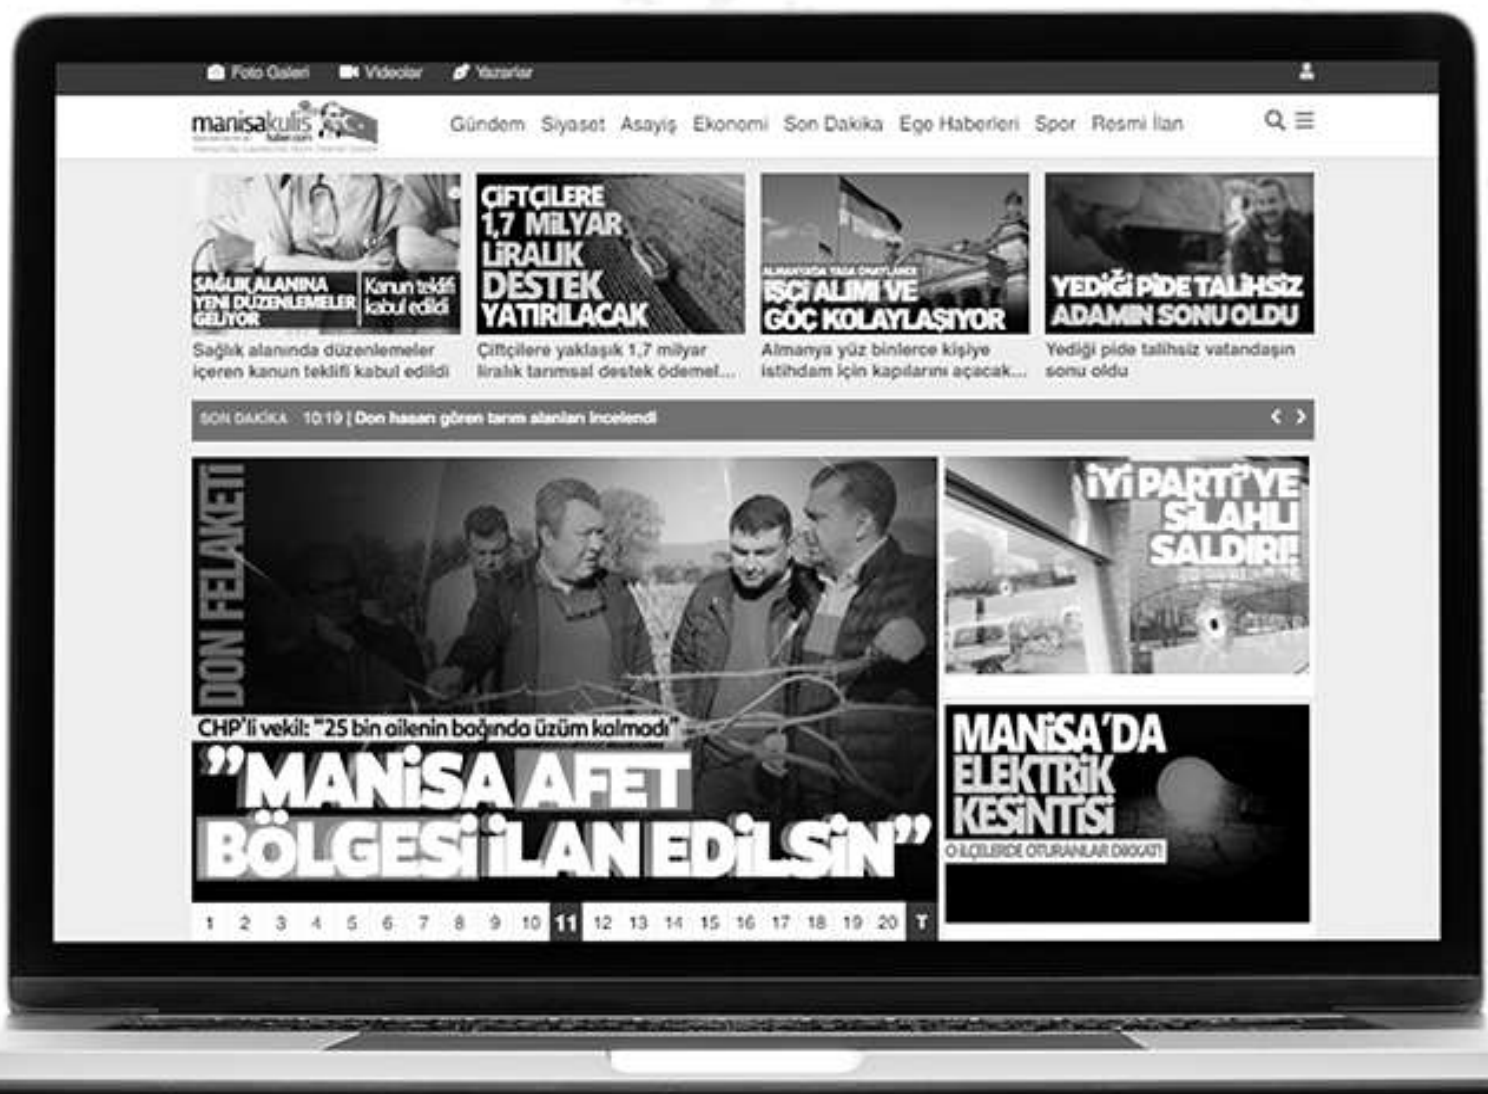 Foto Galeri Videolar Yazarlar
manisakulis
haber.com
Gündem Siyaset Asayiş Ekonomi Son Dakika Ege Haberleri Spor Resmi İlan
SAĞLIK ALANINA
YENİ DÜZENLEMELER
GELİYOR
Kanun teklifi
kabul edildi
Sağlık alanında düzenlemeler
içeren kanun teklifi kabul edildi
ÇİFTÇİLERE
1,7 MİLYAR
LİRALIK
DESTEK
YATIRILACAK
Çiftçilere yaklaşık 1,7 milyar
liralık tarımsal destek ödemel...
ALMANYA'DA YASA ONAYLANDI
İŞÇİ ALIMI VE
GÖÇ KOLAYLAŞIYOR
Almanya yüz binlerce kişiye
istihdam için kapılarını açacak...
YEDİĞİ PİDE TALİHSİZ
ADAMIN SONU OLDU
Yediği pide talihsiz vatandaşın
sonu oldu
SON DAKİKA 10:19 | Don hasarı gören tarım alanları incelendi
DON FELAKETİ
CHP'li vekil: "25 bin ailenin bağında üzüm kalmadı"
"MANİSA AFET
BÖLGESİ İLAN EDİLSİN"
1 2 3 4 5 6 7 8 9 10 11 12 13 14 15 16 17 18 19 20 T
İYİ PARTİ'YE
SİLAHLI
SALDIRI!
MANİSA'DA
ELEKTRİK
KESİNTİSİ
O İLÇELERDE OTURANLAR DİKKAT!